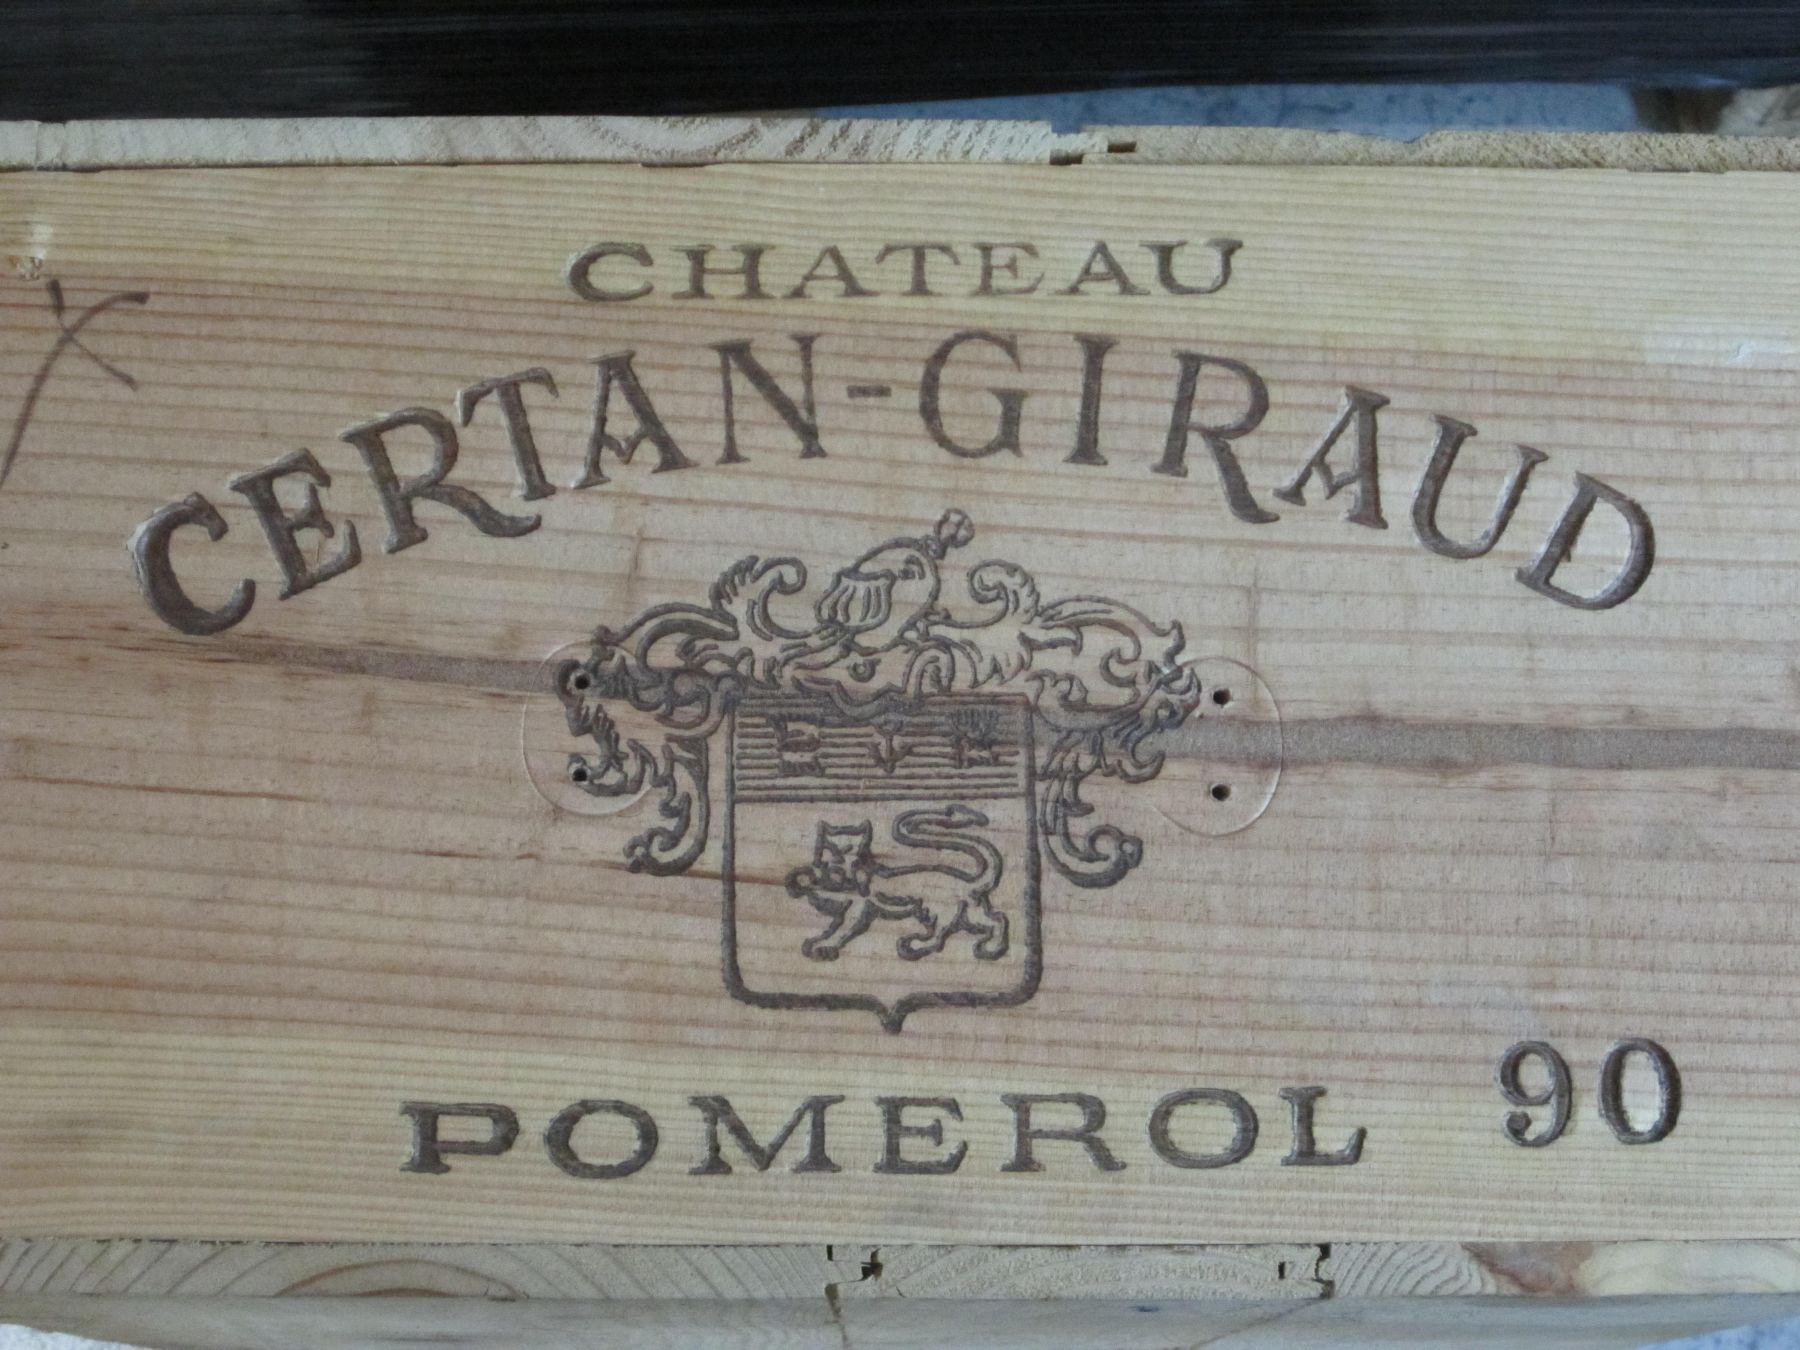 CHATEAU
CERTAN-GIRAUD
POMEROL 90